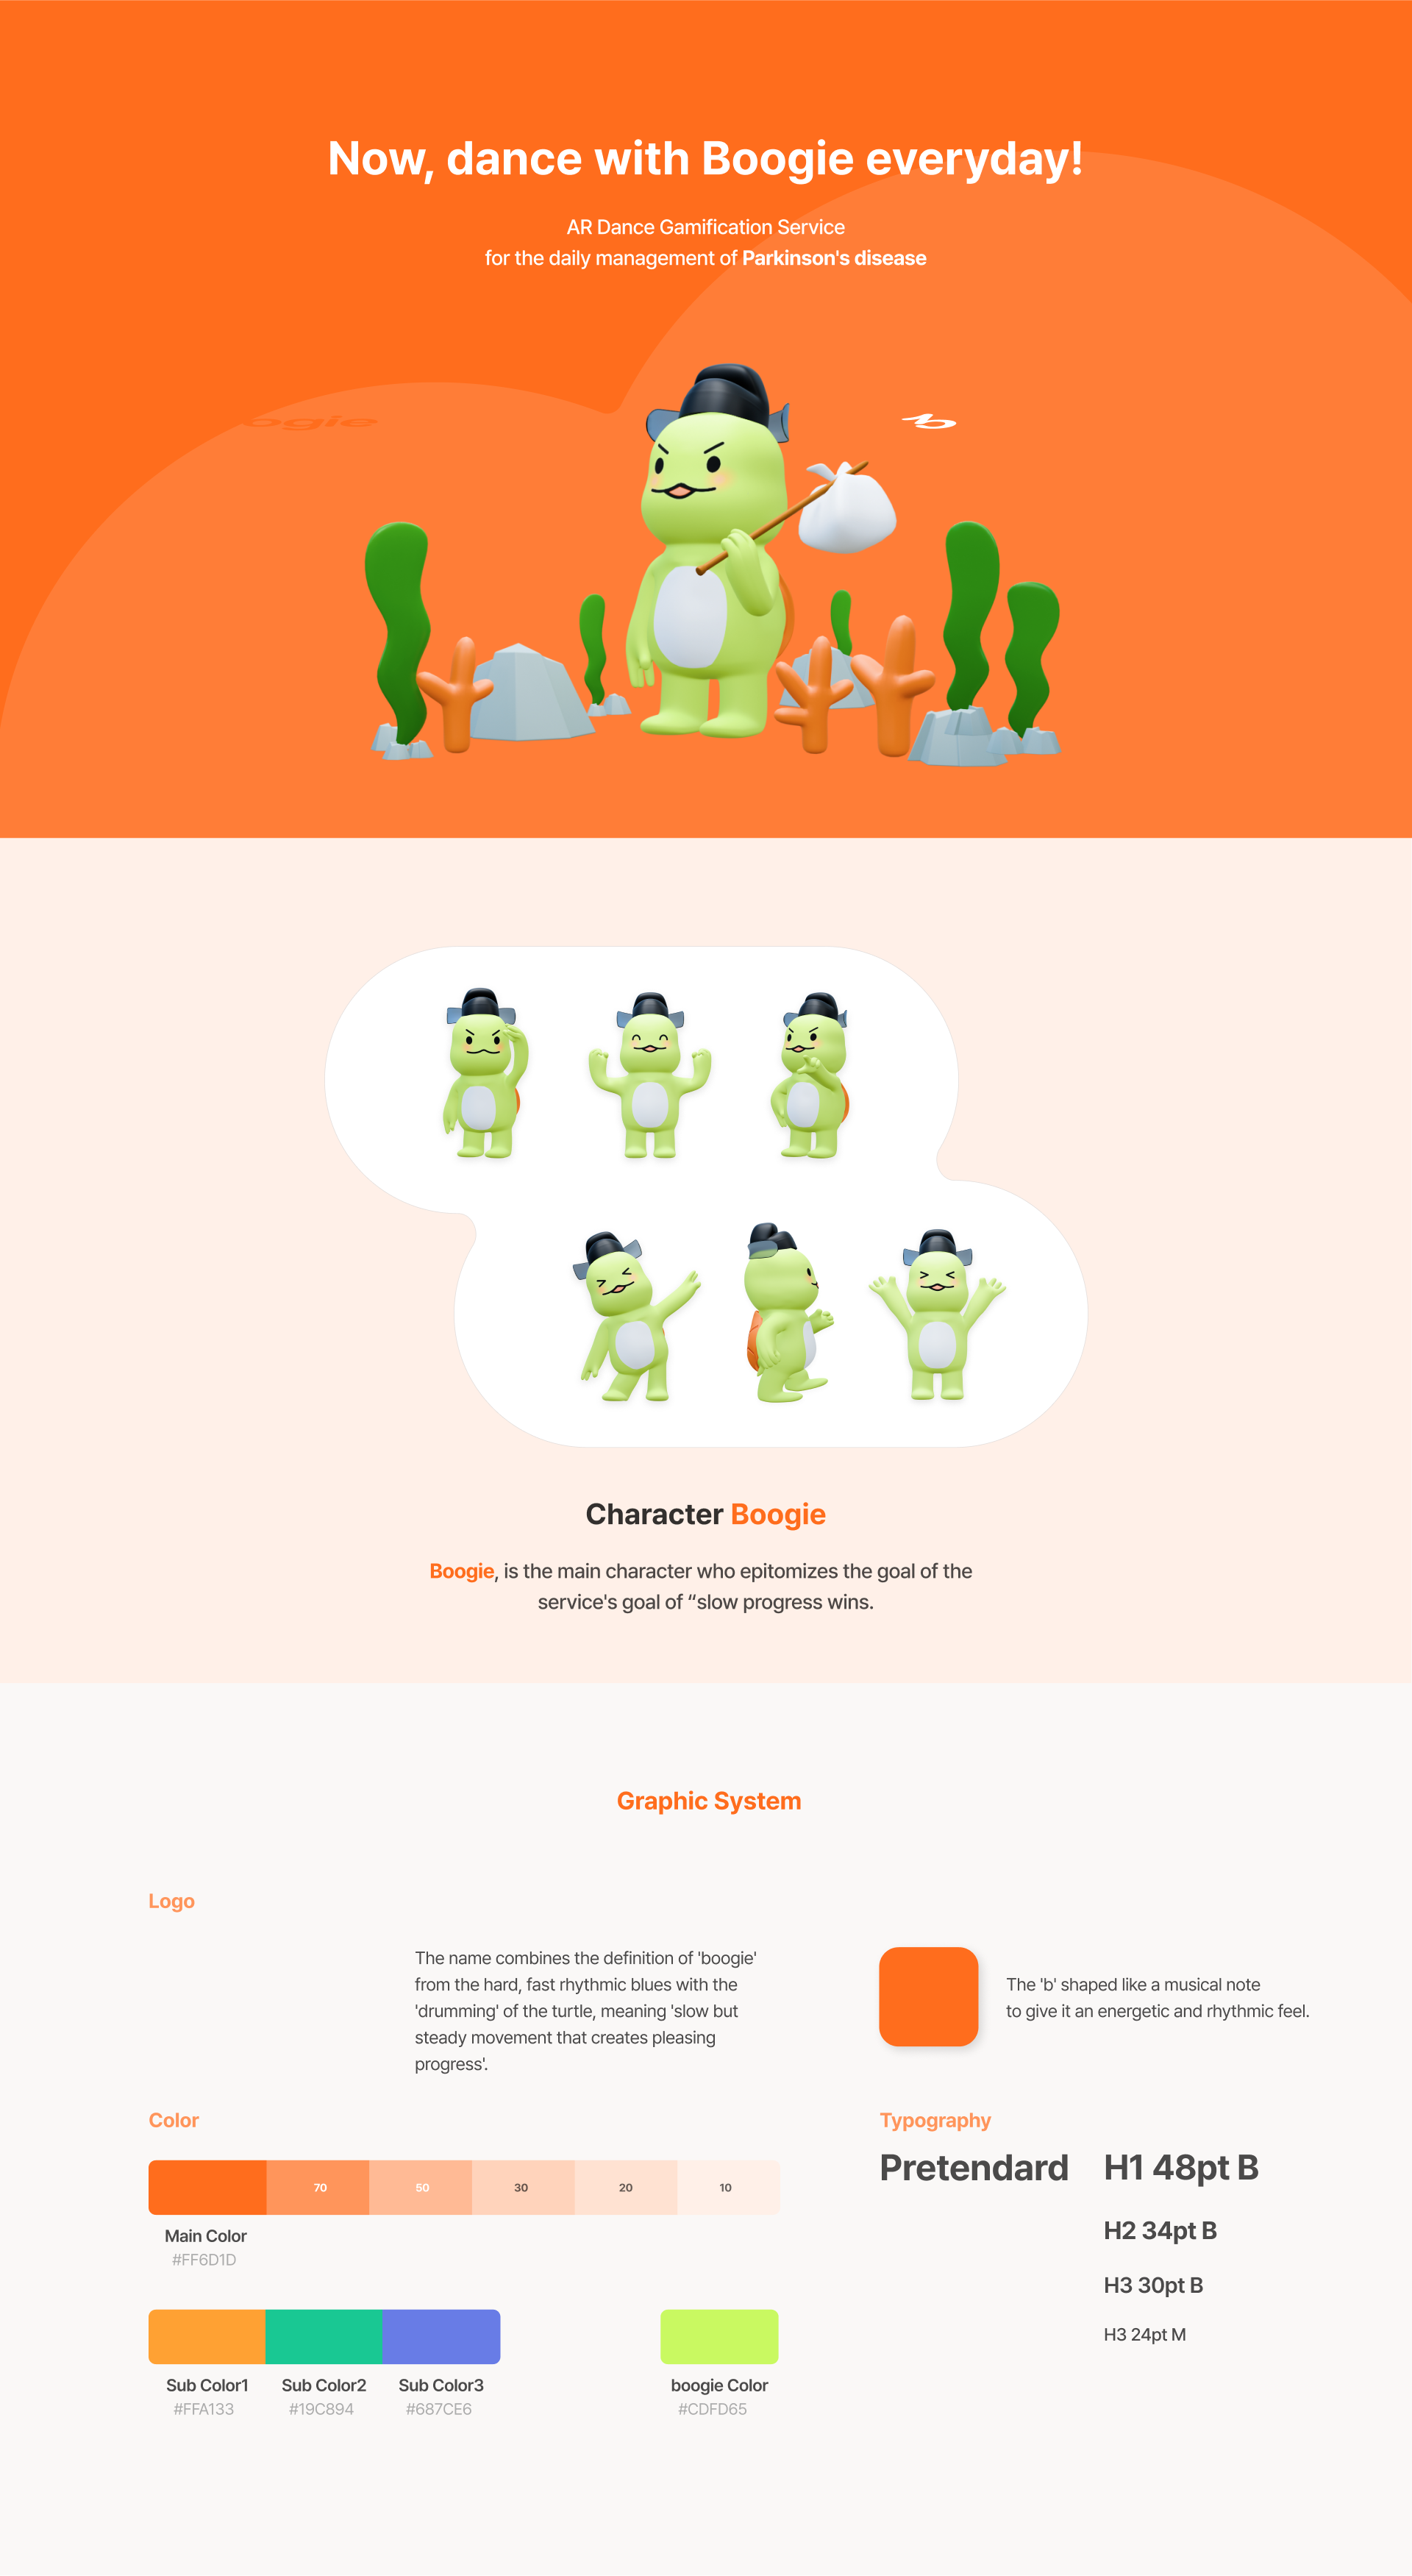 Now, dance with Boogie everyday!
AR Dance Gamification Service
for the daily management of Parkinson's disease
ogie
b
Character Boogie
Boogie, is the main character who epitomizes the goal of the
service's goal of “slow progress wins.
Graphic System
Logo
The name combines the definition of 'boogie'
from the hard, fast rhythmic blues with the
'drumming' of the turtle, meaning 'slow but
steady movement that creates pleasing
progress'.
The 'b' shaped like a musical note
to give it an energetic and rhythmic feel.
Color
70 50 30 20 10
Main Color
#FF6D1D
Sub Color1 Sub Color2 Sub Color3 boogie Color
#FFA133 #19C894 #687CE6 #CDFD65
Typography
Pretendard
H1 48pt B
H2 34pt B
H3 30pt B
H3 24pt M